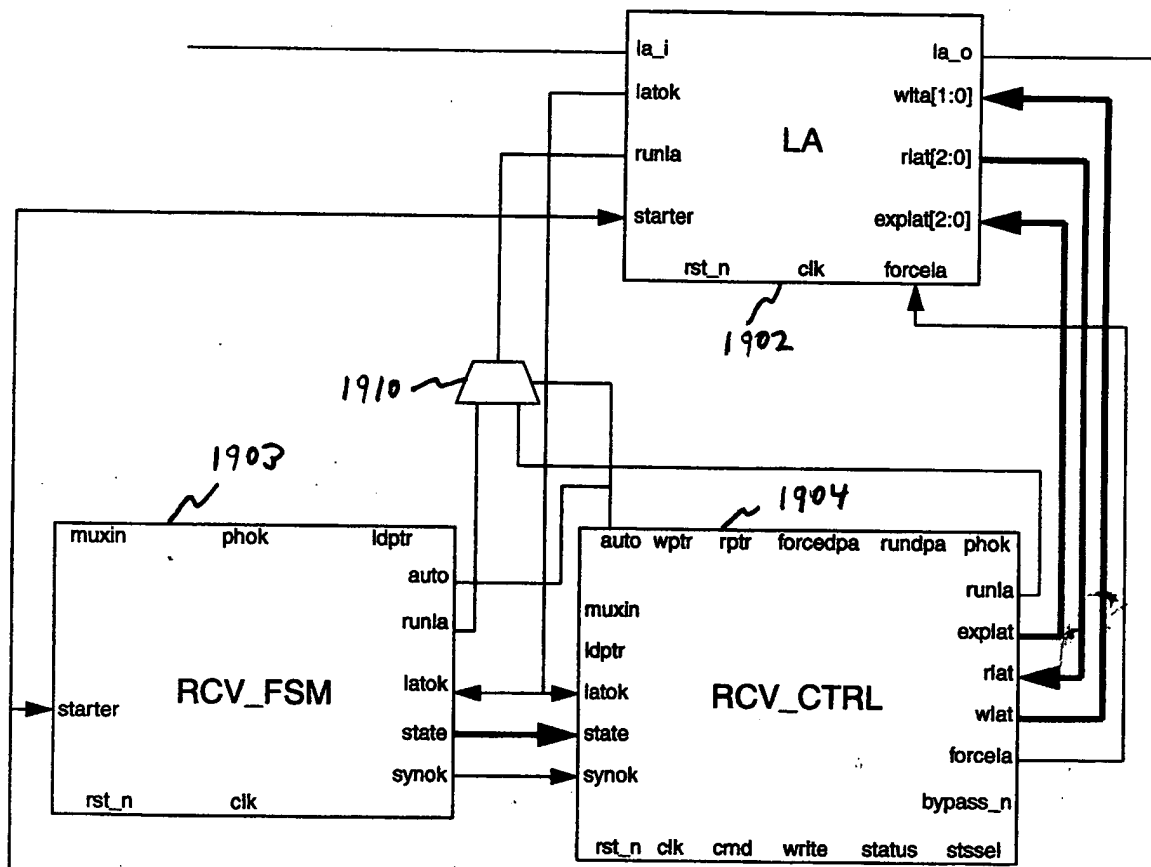 la_i
la_o
latok
wlta[1:0]
LA
runla
rlat[2:0]
starter
explat[2:0]
rst_n clk forcela
1902
1910
1903
1904
muxin phok ldptr
auto
runla
latok
RCV_FSM
starter
state
synok
rst_n clk
auto wptr rptr forcedpa rundpa phok
runla
muxin
explat
ldptr
rlat
latok
RCV_CTRL
wlat
state
forcela
synok
bypass_n
rst_n clk cmd write status stssel